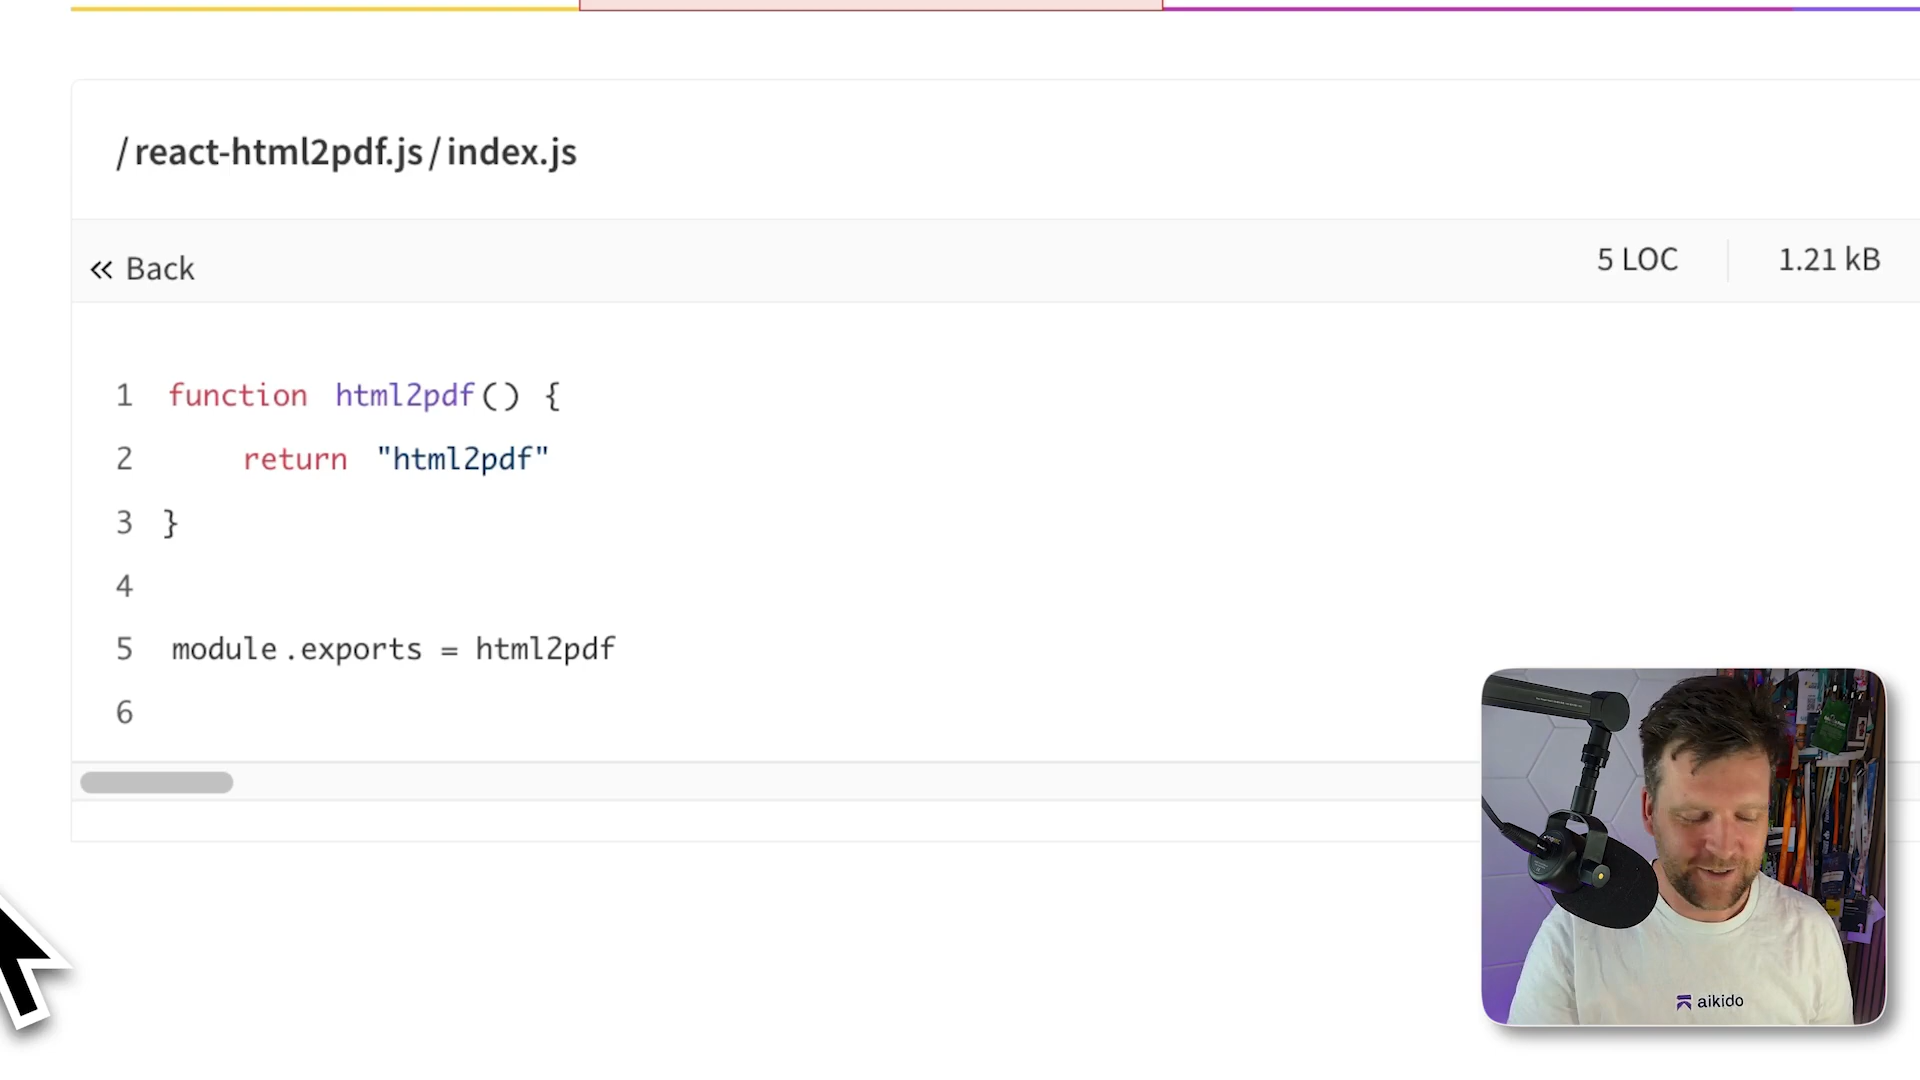 /react-html2pdf.js/index.js
« Back
5 LOC
1.21 kB
1 function html2pdf() {
2 return "html2pdf"
3 }
4
5 module.exports = html2pdf
6
aikido